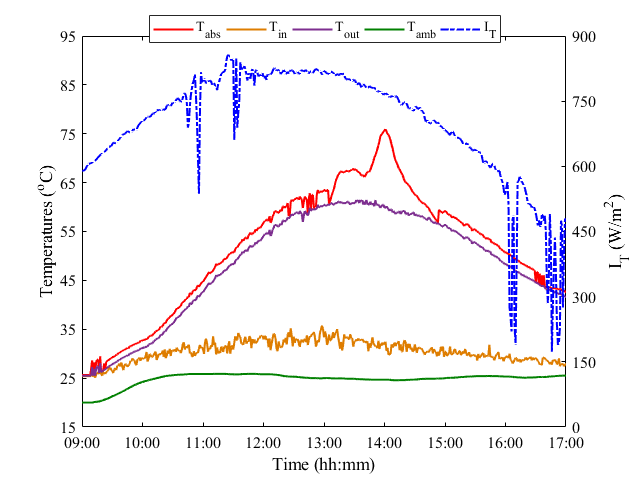 T_abs T_in T_out T_amb I_T
95 900
85 750
75
65 600
55 450
45 300
35
25 150
15 0
Temperatures (°C)
I_T (W/m²)
09:00 10:00 11:00 12:00 13:00 14:00 15:00 16:00 17:00
Time (hh:mm)